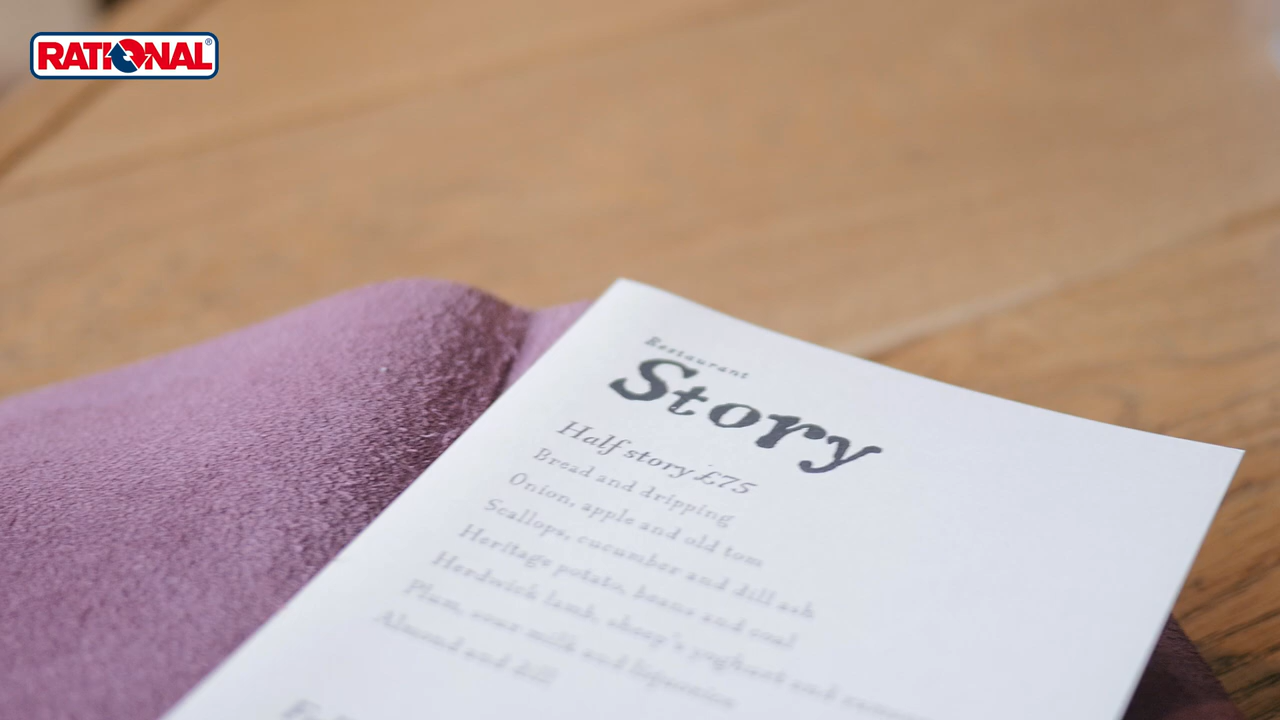 RATIONAL®
Restaurant
Story
Half story £75
Bread and dripping
Onion, apple and old tom
Scallops, cucumber and dill ash
Heritage potato, beans and coal
Herdwick lamb, sheep's yoghurt and
Plum, sour milk and liquorice
Almond and dill